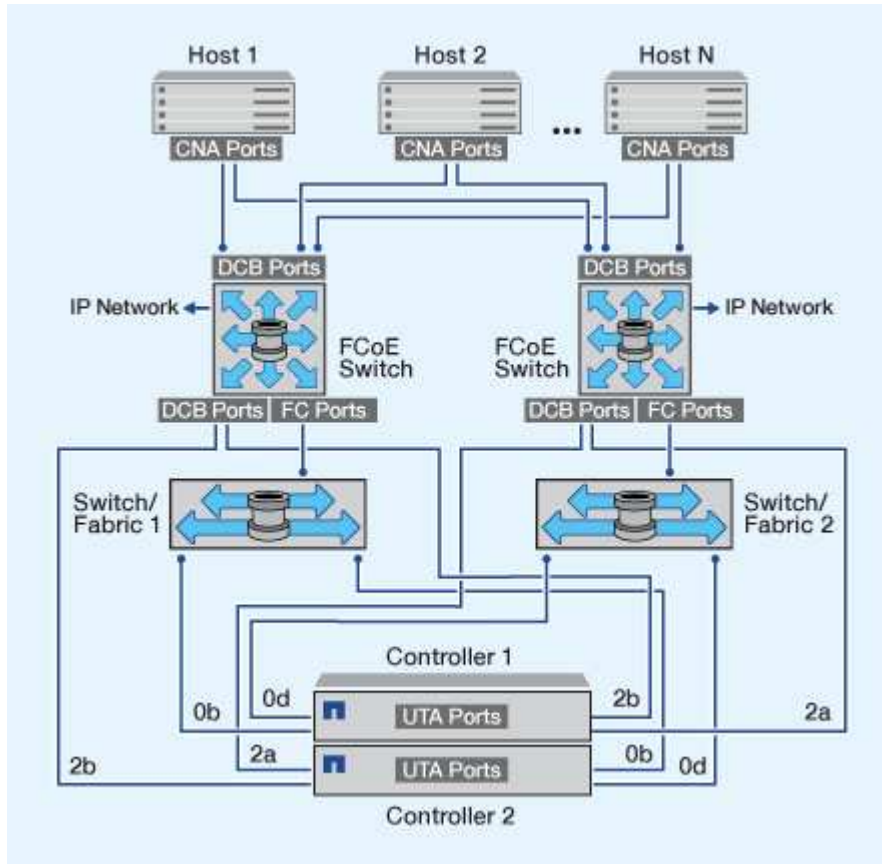 Host 1
Host 2
Host N
...
CNA Ports
CNA Ports
CNA Ports
DCB Ports
DCB Ports
IP Network
IP Network
FCoE
Switch
FCoE
Switch
DCB Ports
FC Ports
DCB Ports
FC Ports
Switch/
Fabric 1
Switch/
Fabric 2
Controller 1
0b
0d
UTA Ports
2b
2a
2b
2a
UTA Ports
0b
0d
Controller 2